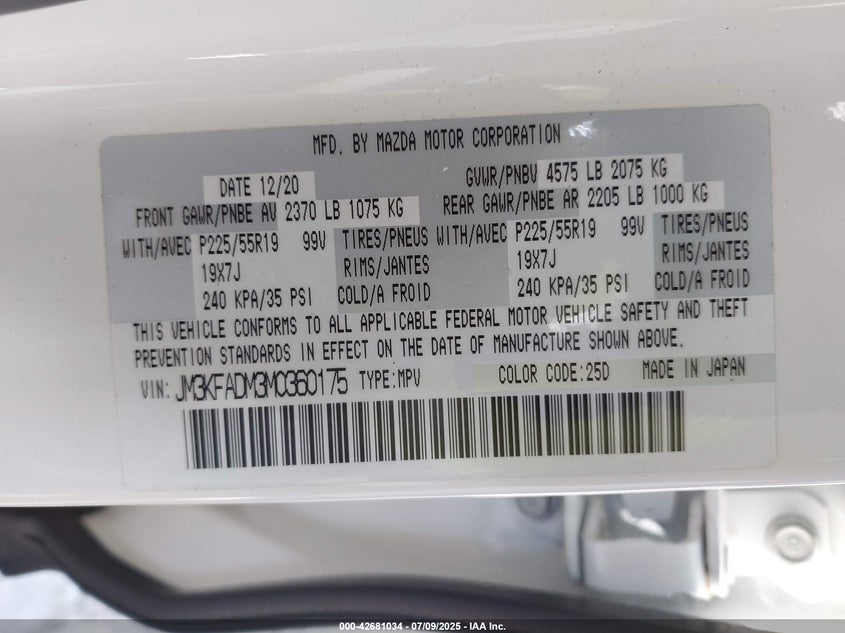 MFD. BY MAZDA MOTOR CORPORATION
DATE 12/20 GVWR/PNBV 4575 LB 2075 KG
FRONT GAWR/PNBE AV 2370 LB 1075 KG REAR GAWR/PNBE AR 2205 LB 1000 KG
WITH/AVEC P225/55R19 99V TIRES/PNEUS WITH/AVEC P225/55R19 99V TIRES/PNEUS
19X7J RIMS/JANTES 19X7J RIMS/JANTES
240 KPA/35 PSI COLD/A FROID 240 KPA/35 PSI COLD/A FROID
THIS VEHICLE CONFORMS TO ALL APPLICABLE FEDERAL MOTOR VEHICLE SAFETY AND THEFT
PREVENTION STANDARDS IN EFFECT ON THE DATE OF MANUFACTURE SHOWN ABOVE.
VIN: JM3KFADM3M0360175 TYPE:MPV COLOR CODE:25D MADE IN JAPAN
000-42681034 - 07/09/2025 - IAA Inc.